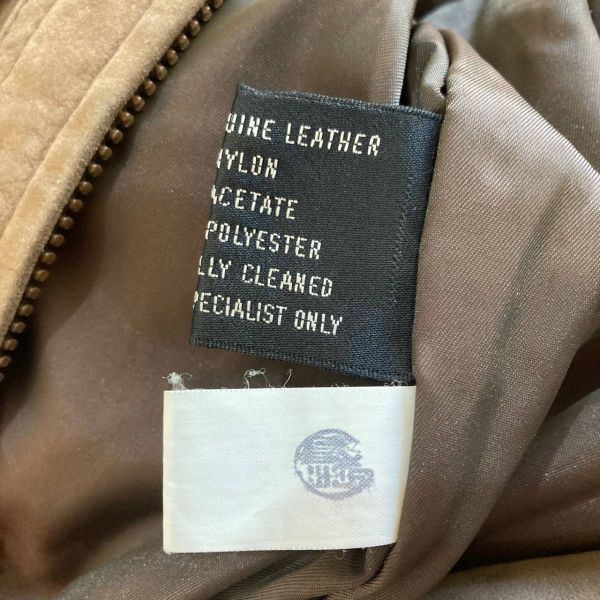 UINE LEATHER
NYLON
ACETATE
POLYESTER
LLY CLEANED
PECIALIST ONLY